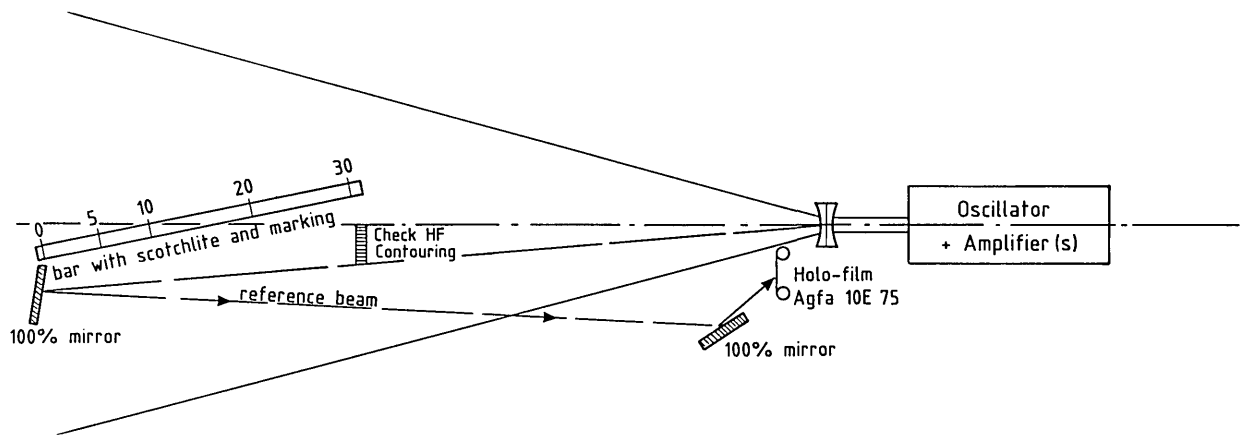 0 5 10 20 30
bar with scotchlite and marking
Check HF
Contouring
Oscillator
+ Amplifier(s)
Holo-film
Agfa 10E 75
reference beam
100% mirror
100% mirror